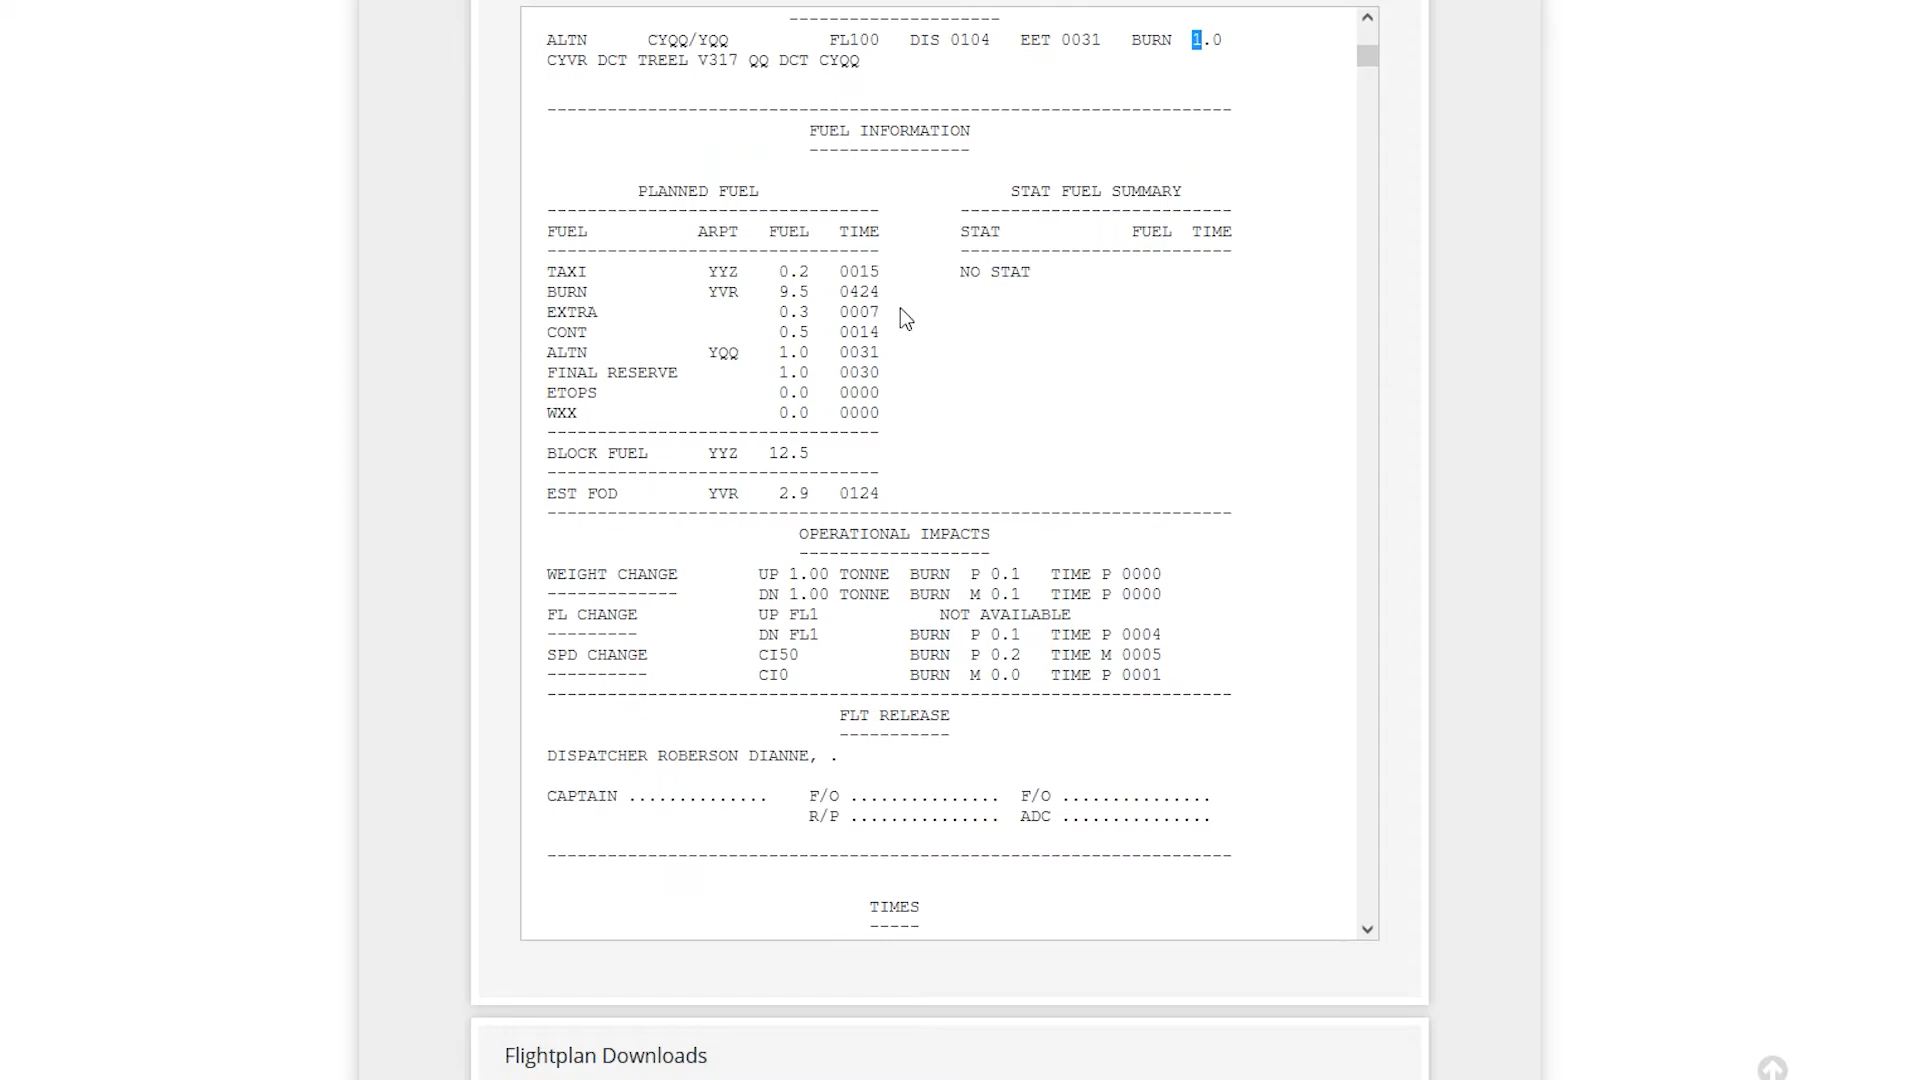 ---------------------
ALTN      CYQQ/YQQ          FL100   DIS 0104   EET 0031   BURN  1.0
CYVR DCT TREEL V317 QQ DCT CYQQ
--------------------------------------------------------------------
FUEL INFORMATION
----------------
PLANNED FUEL                         STAT FUEL SUMMARY
---------------------------------        ---------------------------
FUEL           ARPT   FUEL   TIME        STAT             FUEL  TIME
---------------------------------        ---------------------------
TAXI            YYZ    0.2   0015        NO STAT
BURN            YVR    9.5   0424
EXTRA                  0.3   0007
CONT                   0.5   0014
ALTN            YQQ    1.0   0031
FINAL RESERVE          1.0   0030
ETOPS                  0.0   0000
WXX                    0.0   0000
---------------------------------
BLOCK FUEL      YYZ   12.5
---------------------------------
EST FOD         YVR    2.9   0124
--------------------------------------------------------------------
OPERATIONAL IMPACTS
-------------------
WEIGHT CHANGE        UP 1.00 TONNE  BURN  P 0.1   TIME P 0000
-------------        DN 1.00 TONNE  BURN  M 0.1   TIME P 0000
FL CHANGE            UP FL1            NOT AVAILABLE
---------            DN FL1         BURN  P 0.1   TIME P 0004
SPD CHANGE           CI50           BURN  P 0.2   TIME M 0005
----------           CI0            BURN  M 0.0   TIME P 0001
--------------------------------------------------------------------
FLT RELEASE
-----------
DISPATCHER ROBERSON DIANNE, .
CAPTAIN ..............    F/O ...............  F/O ...............
R/P ...............  ADC ...............
--------------------------------------------------------------------
TIMES
-----
Flightplan Downloads